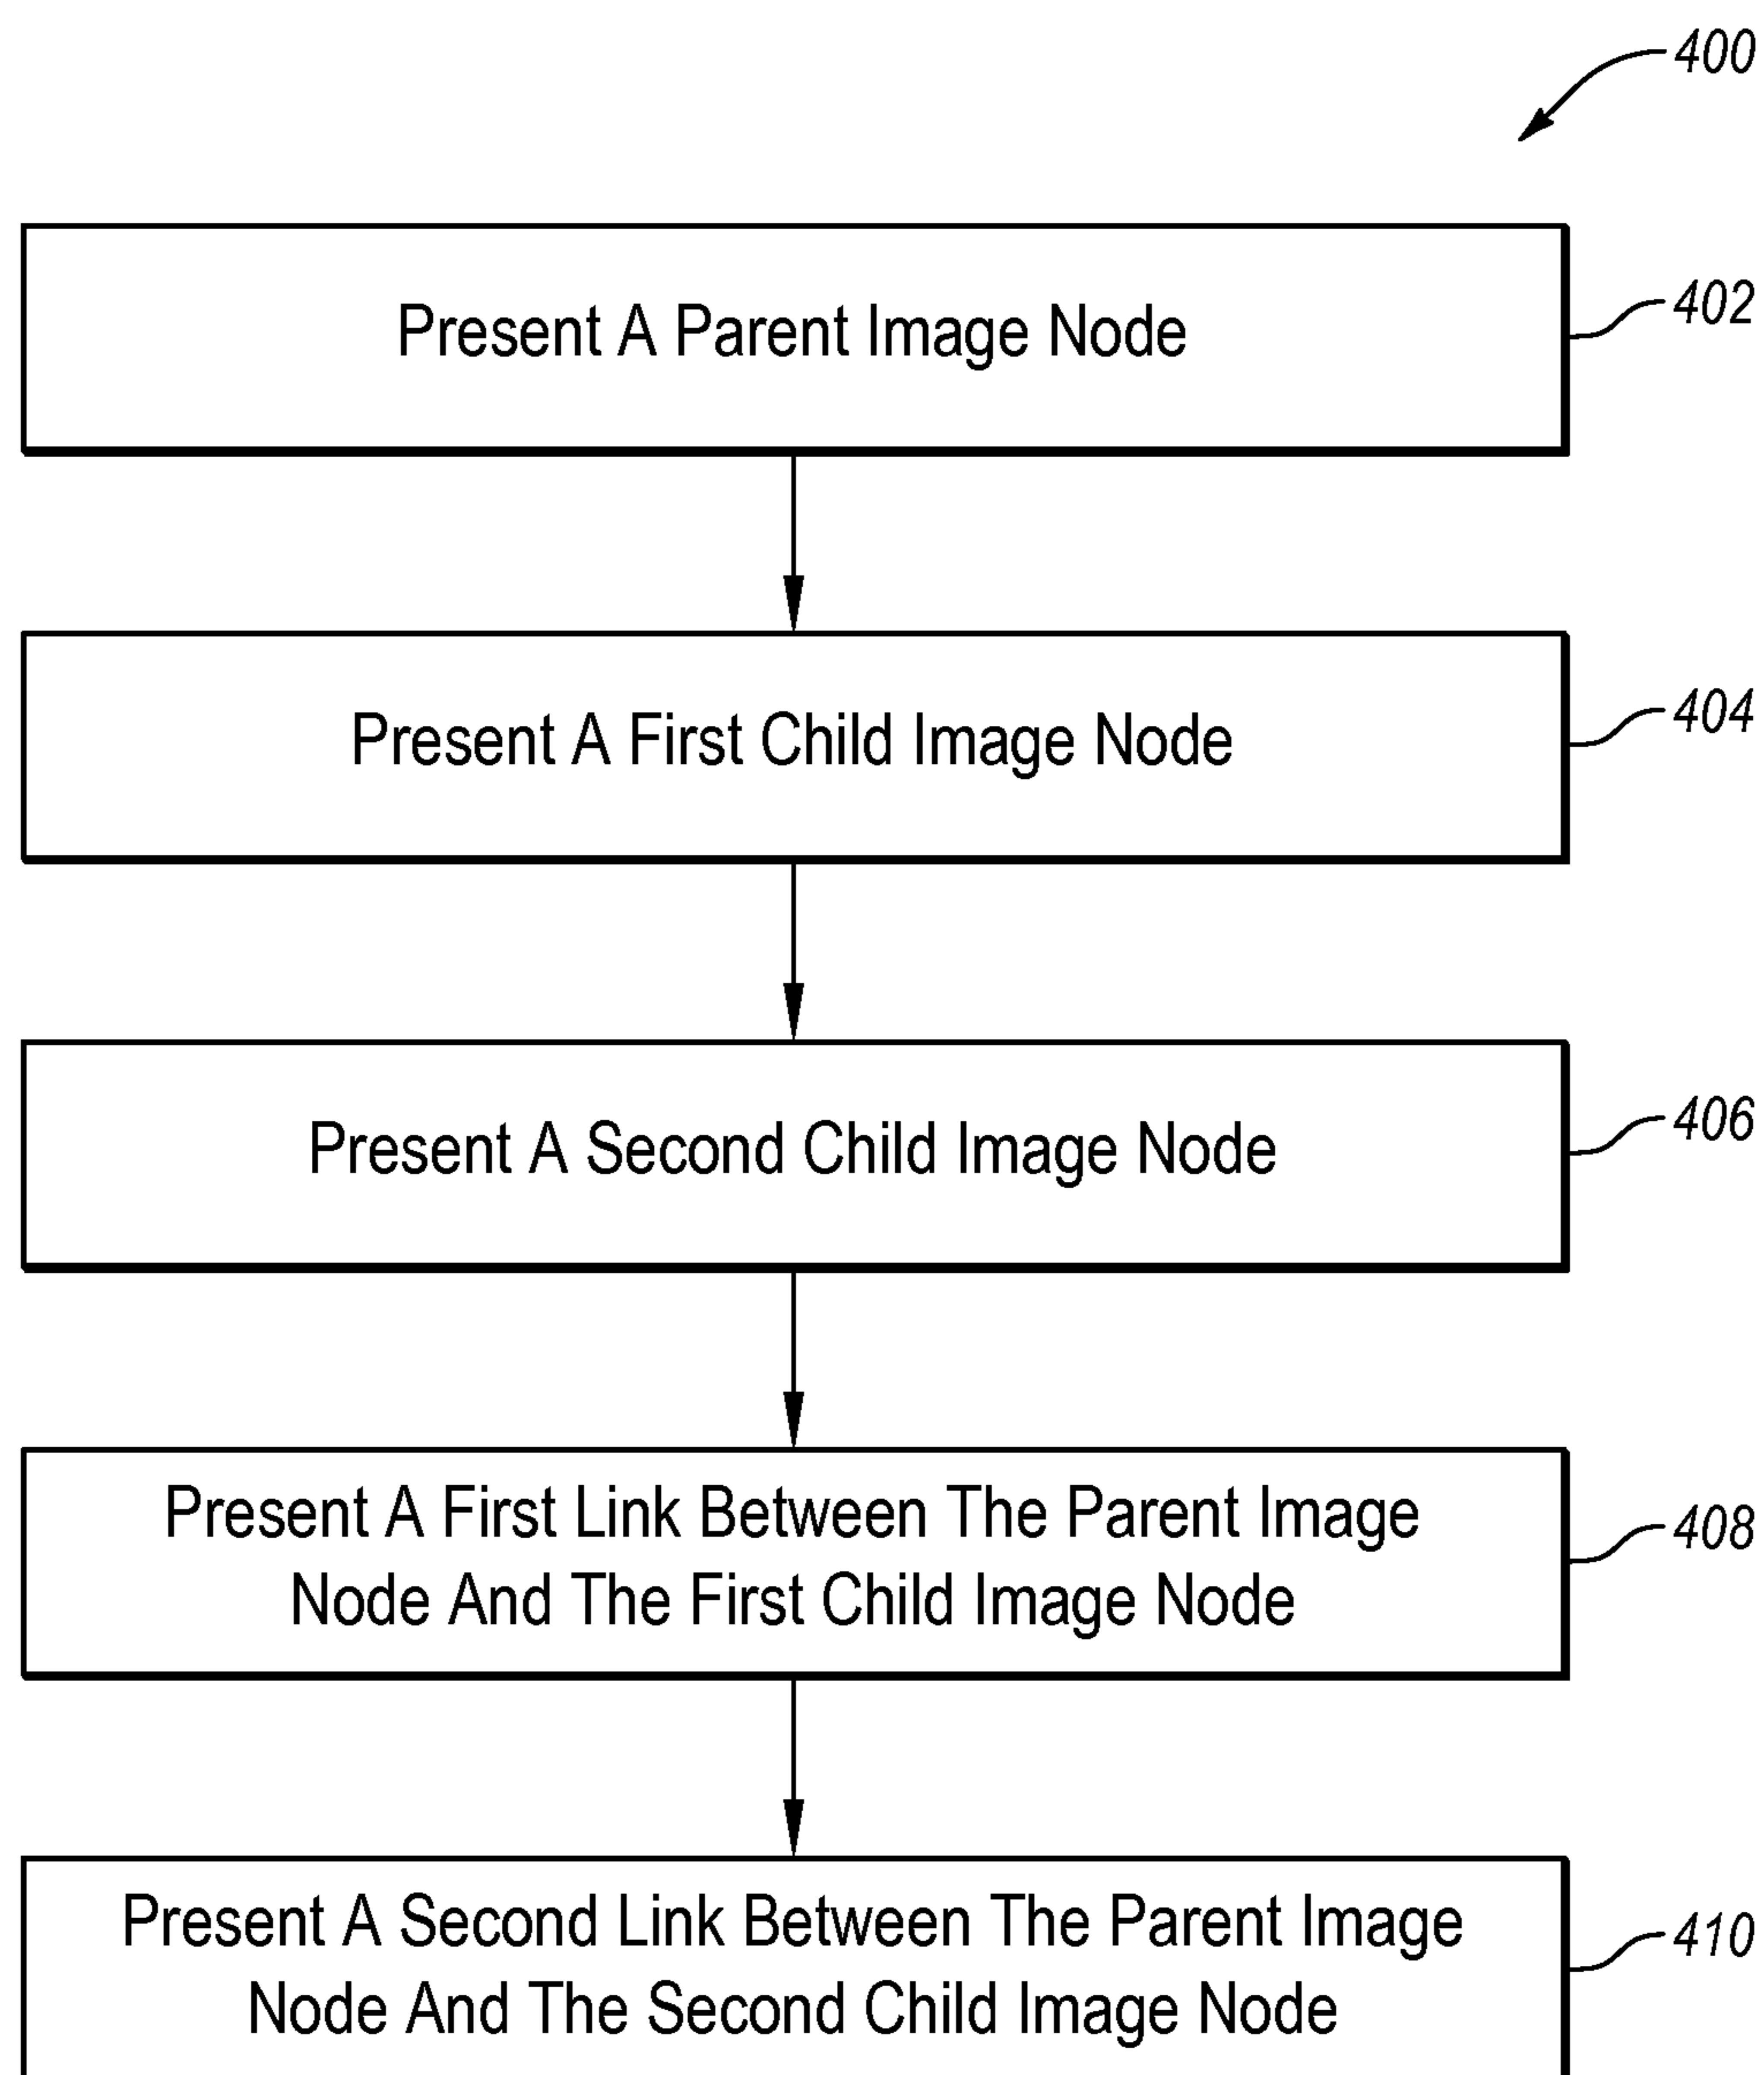 400
Present A Parent Image Node
402
Present A First Child Image Node
404
Present A Second Child Image Node
406
Present A First Link Between The Parent Image
Node And The First Child Image Node
408
Present A Second Link Between The Parent Image
Node And The Second Child Image Node
410